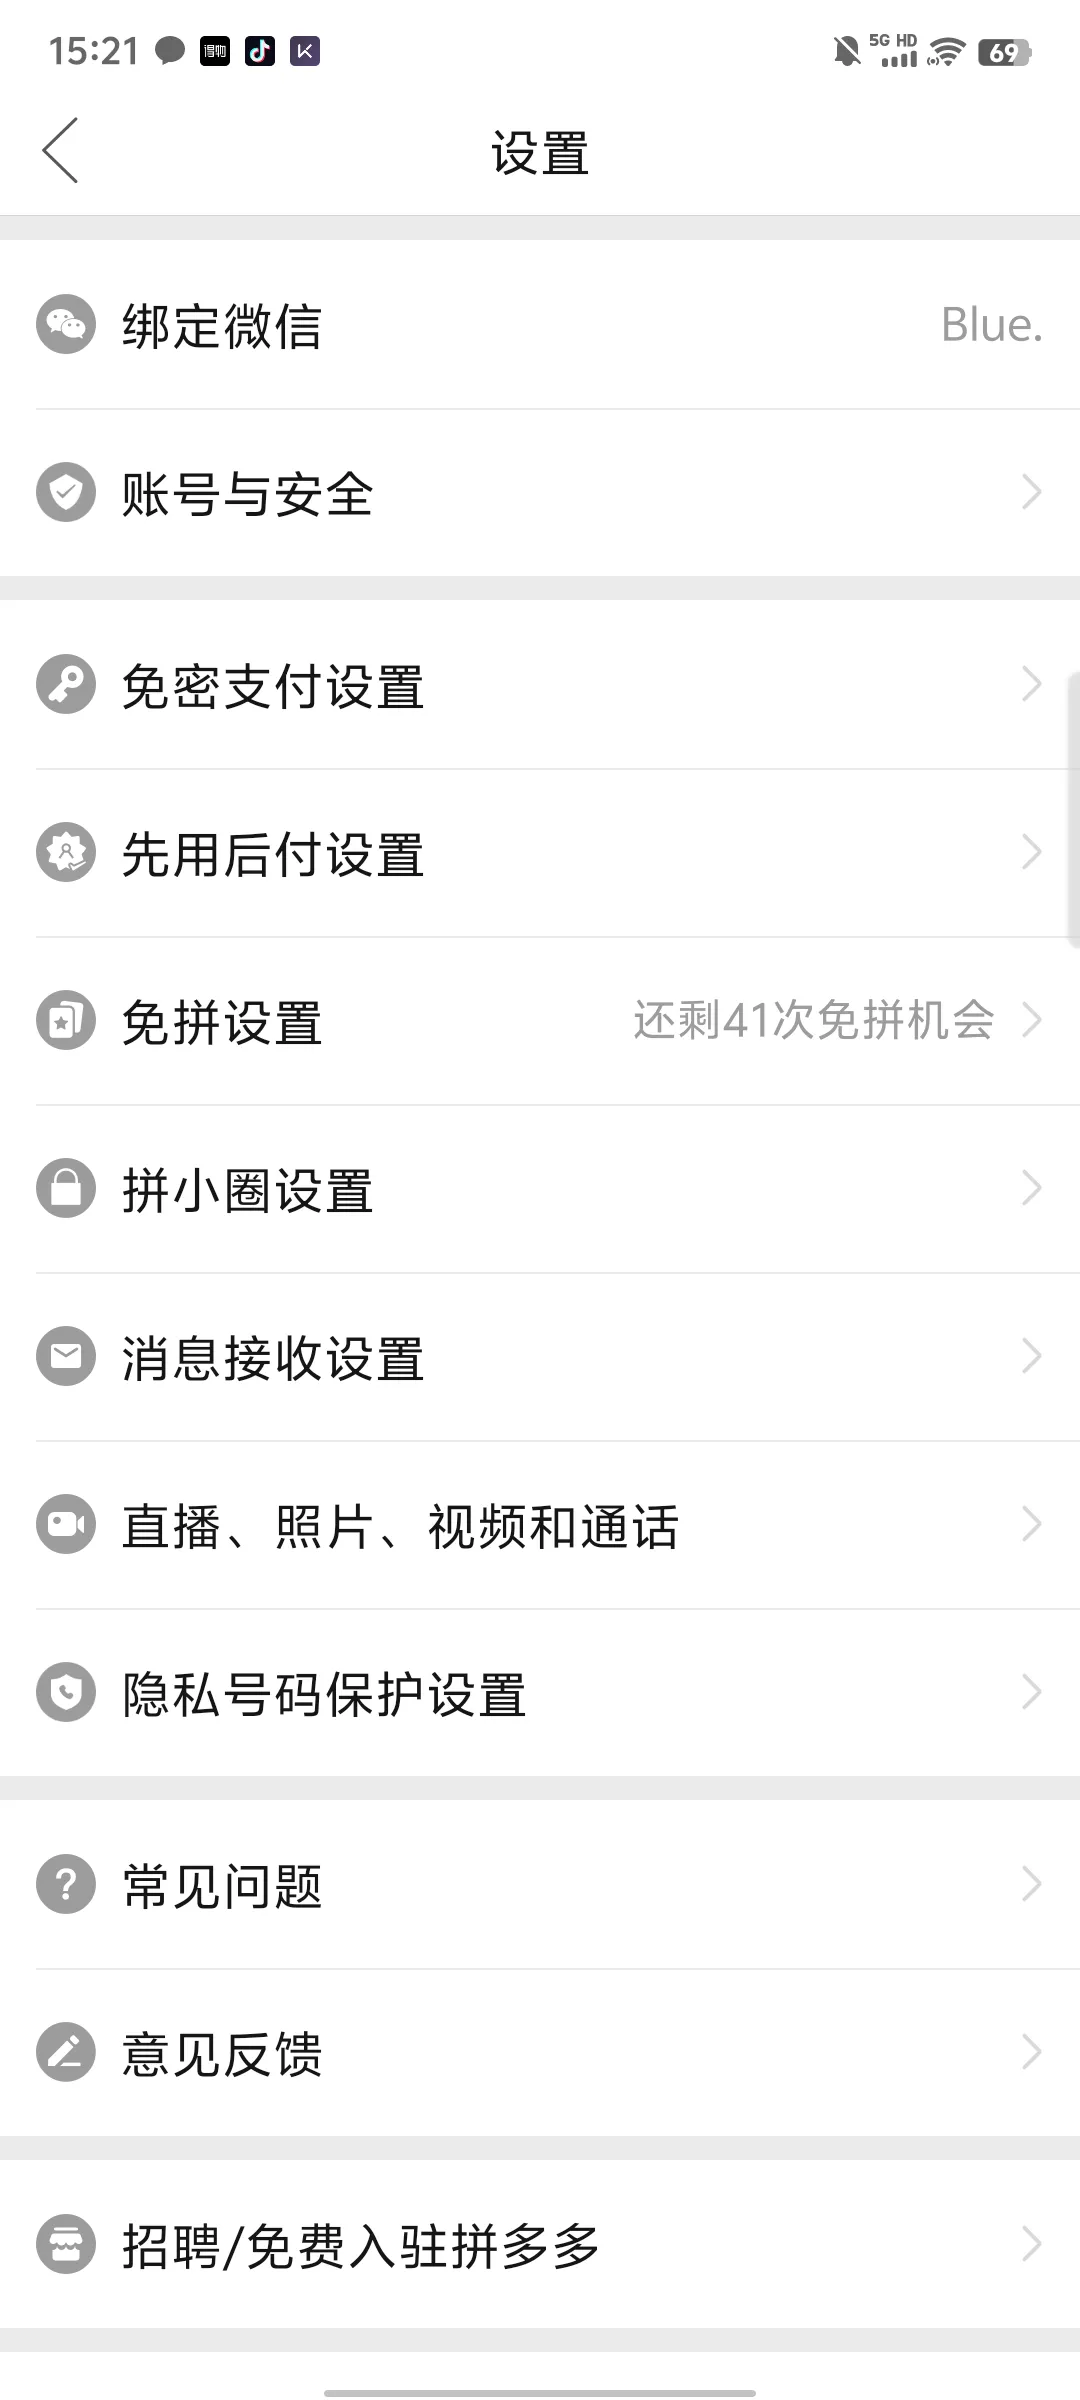 15:21 得物 5G HD 69
设置
绑定微信 Blue.
账号与安全
免密支付设置
先用后付设置
免拼设置 还剩41次免拼机会
拼小圈设置
消息接收设置
直播、照片、视频和通话
隐私号码保护设置
常见问题
意见反馈
招聘/免费入驻拼多多